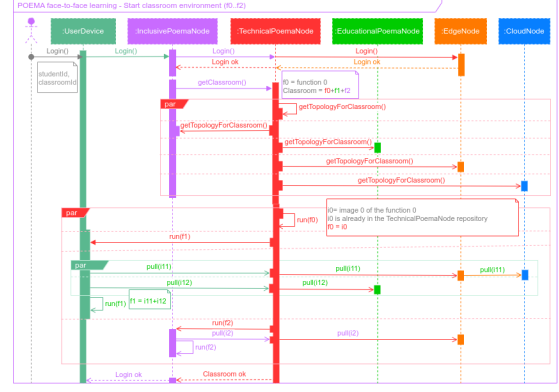 POEMA face-to-face learning - Start classroom environment (f0..f2)
:UserDevice
:InclusivePoemaNode
:TechnicalPoemaNode
:EducationalPoemaNode
:EdgeNode
:CloudNode
Login()
Login()
Login()
Login()
Login ok
Login ok
studentId,
classroomId
getClassroom()
f0 = function 0
Classroom = f0+f1+f2
par
getTopologyForClassroom()
getTopologyForClassroom()
getTopologyForClassroom()
getTopologyForClassroom()
getTopologyForClassroom()
par
run(f0)
i0= image 0 of the function 0
i0 is already in the TechnicalPoemaNode repository
f0 = i0
run(f1)
par
pull(i11)
pull(i11)
pull(i11)
pull(i12)
pull(i12)
run(f1)
f1 = i11+i12
run(f2)
pull(i2)
pull(i2)
run(f2)
Login ok
Classroom ok